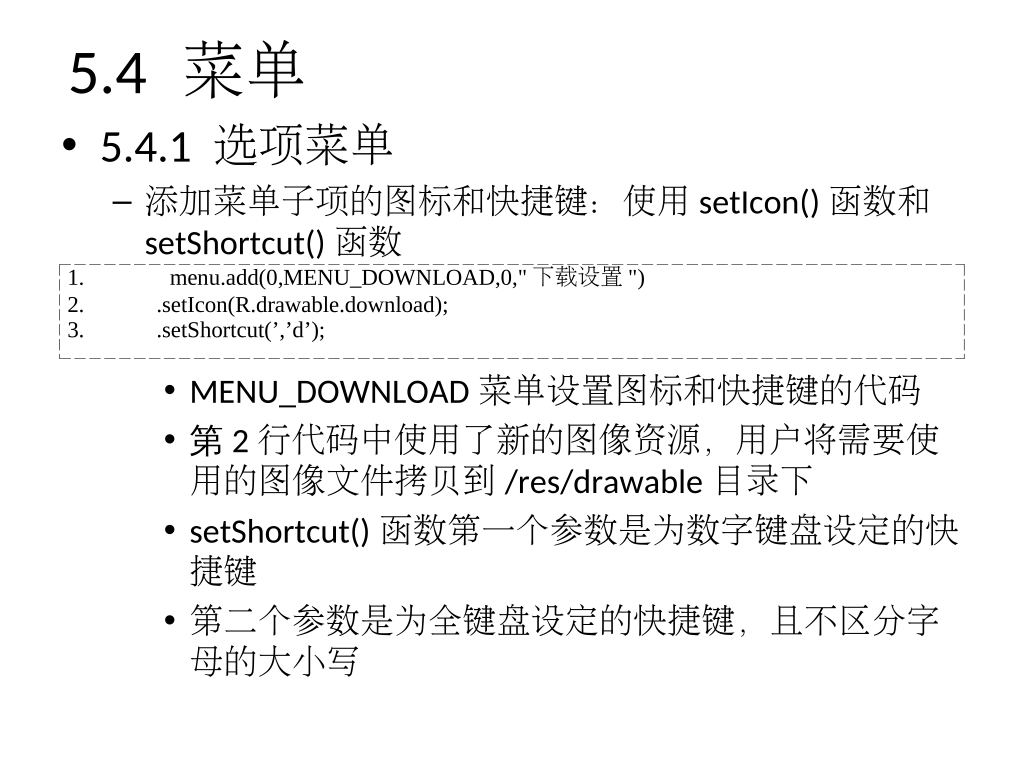 5.4 菜单
• 5.4.1 选项菜单
– 添加菜单子项的图标和快捷键：使用 setIcon() 函数和
setShortcut() 函数
1. menu.add(0,MENU_DOWNLOAD,0," 下载设置 ")
2. .setIcon(R.drawable.download);
3. .setShortcut(’,’d’);
• MENU_DOWNLOAD 菜单设置图标和快捷键的代码
• 第 2 行代码中使用了新的图像资源，用户将需要使
用的图像文件拷贝到 /res/drawable 目录下
• setShortcut() 函数第一个参数是为数字键盘设定的快
捷键
• 第二个参数是为全键盘设定的快捷键，且不区分字
母的大小写